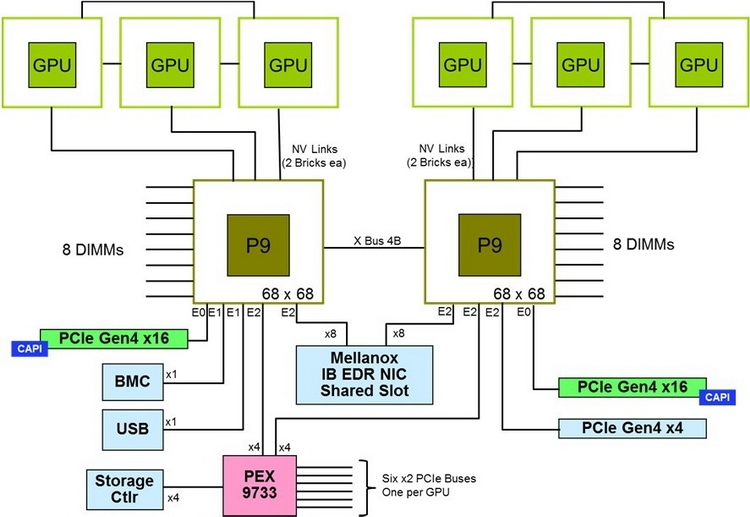 GPU
GPU
GPU
GPU
GPU
GPU
NV Links
(2 Bricks ea)
NV Links
(2 Bricks ea)
8 DIMMs
P9
X Bus 4B
P9
8 DIMMs
68 x 68
68 x 68
E0
E1
E1
E2
E2
E2
E2
E2
E0
PCIe Gen4 x16
CAPI
x8
x8
Mellanox
IB EDR NIC
Shared Slot
BMC
x1
PCIe Gen4 x16
CAPI
USB
x1
PCIe Gen4 x4
x4
x4
Storage
Ctlr
x4
PEX
9733
Six x2 PCIe Buses
One per GPU